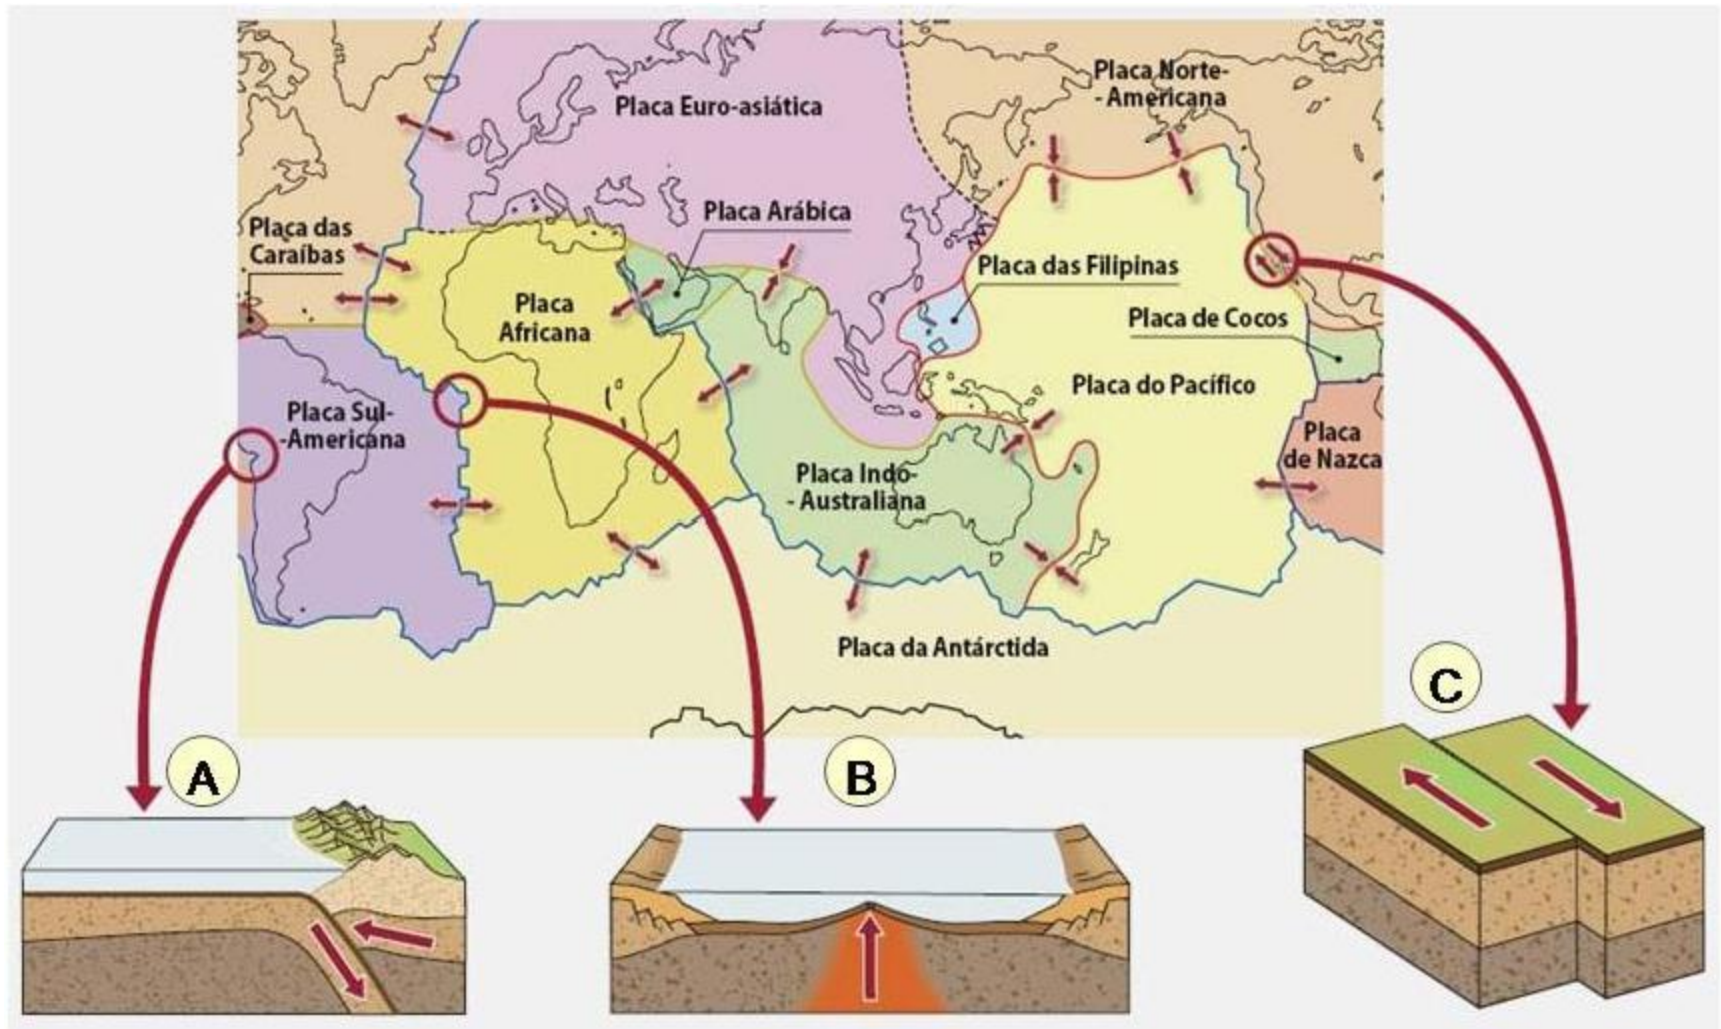 Placa Norte-
- Americana
Placa Euro-asiática
Placa Arábica
Placa das
Caraíbas
Placa das Filipinas
Placa
Africana
Placa de Cocos
Placa do Pacífico
Placa Sul-
-Americana
Placa
de Nazca
Placa Indo-
- Australiana
Placa da Antárctida
C
A
B